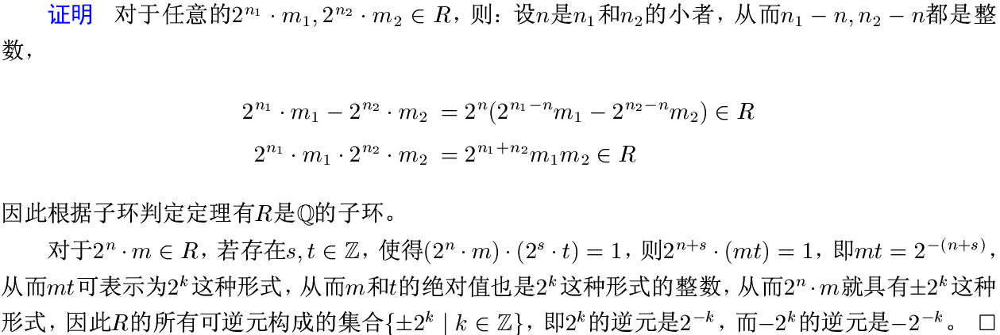 证明 对于任意的$2^{n_1} \cdot m_1, 2^{n_2} \cdot m_2 \in R$，则：设$n$是$n_1$和$n_2$的小者，从而$n_1 - n, n_2 - n$都是整
数，
$2^{n_1} \cdot m_1 - 2^{n_2} \cdot m_2 = 2^n(2^{n_1-n}m_1 - 2^{n_2-n}m_2) \in R$
$2^{n_1} \cdot m_1 \cdot 2^{n_2} \cdot m_2 = 2^{n_1+n_2}m_1m_2 \in R$
因此根据子环判定定理有$R$是$\mathbb{Q}$的子环。
对于$2^n \cdot m \in R$，若存在$s, t \in \mathbb{Z}$，使得$(2^n \cdot m) \cdot (2^s \cdot t) = 1$，则$2^{n+s} \cdot (mt) = 1$，即$mt = 2^{-(n+s)}$，
从而$mt$可表示为$2^k$这种形式，从而$m$和$t$的绝对值也是$2^k$这种形式的整数，从而$2^n \cdot m$就具有$\pm 2^k$这种
形式，因此$R$的所有可逆元构成的集合$\{\pm 2^k \mid k \in \mathbb{Z}\}$，即$2^k$的逆元是$2^{-k}$，而$-2^k$的逆元是$-2^{-k}$。 □